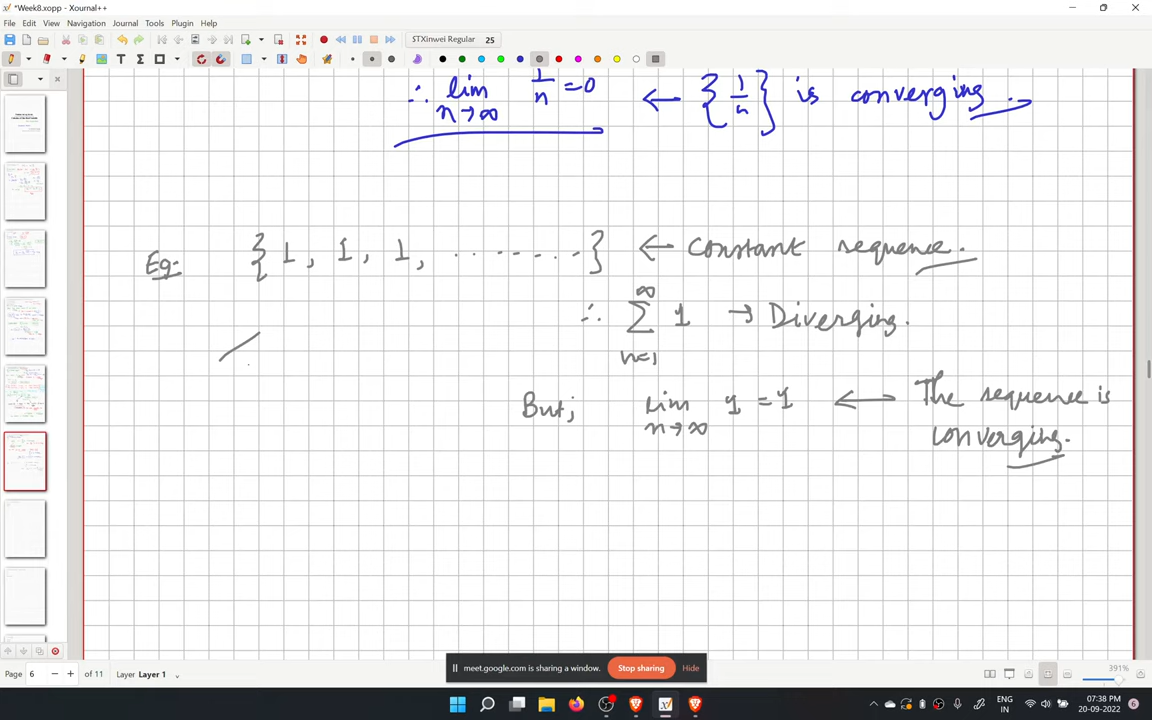 *Week8.xopp - Xournal++
File Edit View Navigation Journal Tools Plugin Help
STXinwei Regular 25
∴ lim n→∞ 1/n = 0 ← {1/n} is converging.
Eg: {1, 1, 1, ........} ← Constant sequence.
∴ ∞ ∑ n=1 1 → Diverging.
But; lim n→∞ 1 = 1 ← The sequence is
converging.
meet.google.com is sharing a window. Stop sharing Hide
Page 6 of 11 Layer Layer 1 391%
ENG 07:38 PM
IN 20-09-2022